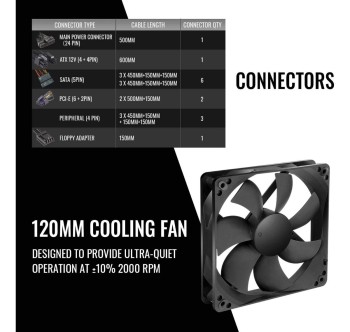 CONNECTOR TYPE CABLE LENGTH CONNECTOR QTY
MAIN POWER CONNECTOR
(24 PIN) 500MM 1
ATX 12V (4 + 4PIN) 600MM 1
SATA (5PIN) 3 X 450MM+150MM+150MM
3 X 450MM+150MM+150MM 6
PCI-E (6 + 2PIN) 2 X 500MM+150MM 2
PERIPHERAL (4 PIN) 3 X 450MM+150MM
+ 150MM+150MM 3
FLOPPY ADAPTER 150MM 1
CONNECTORS
120MM COOLING FAN
DESIGNED TO PROVIDE ULTRA-QUIET
OPERATION AT ±10% 2000 RPM